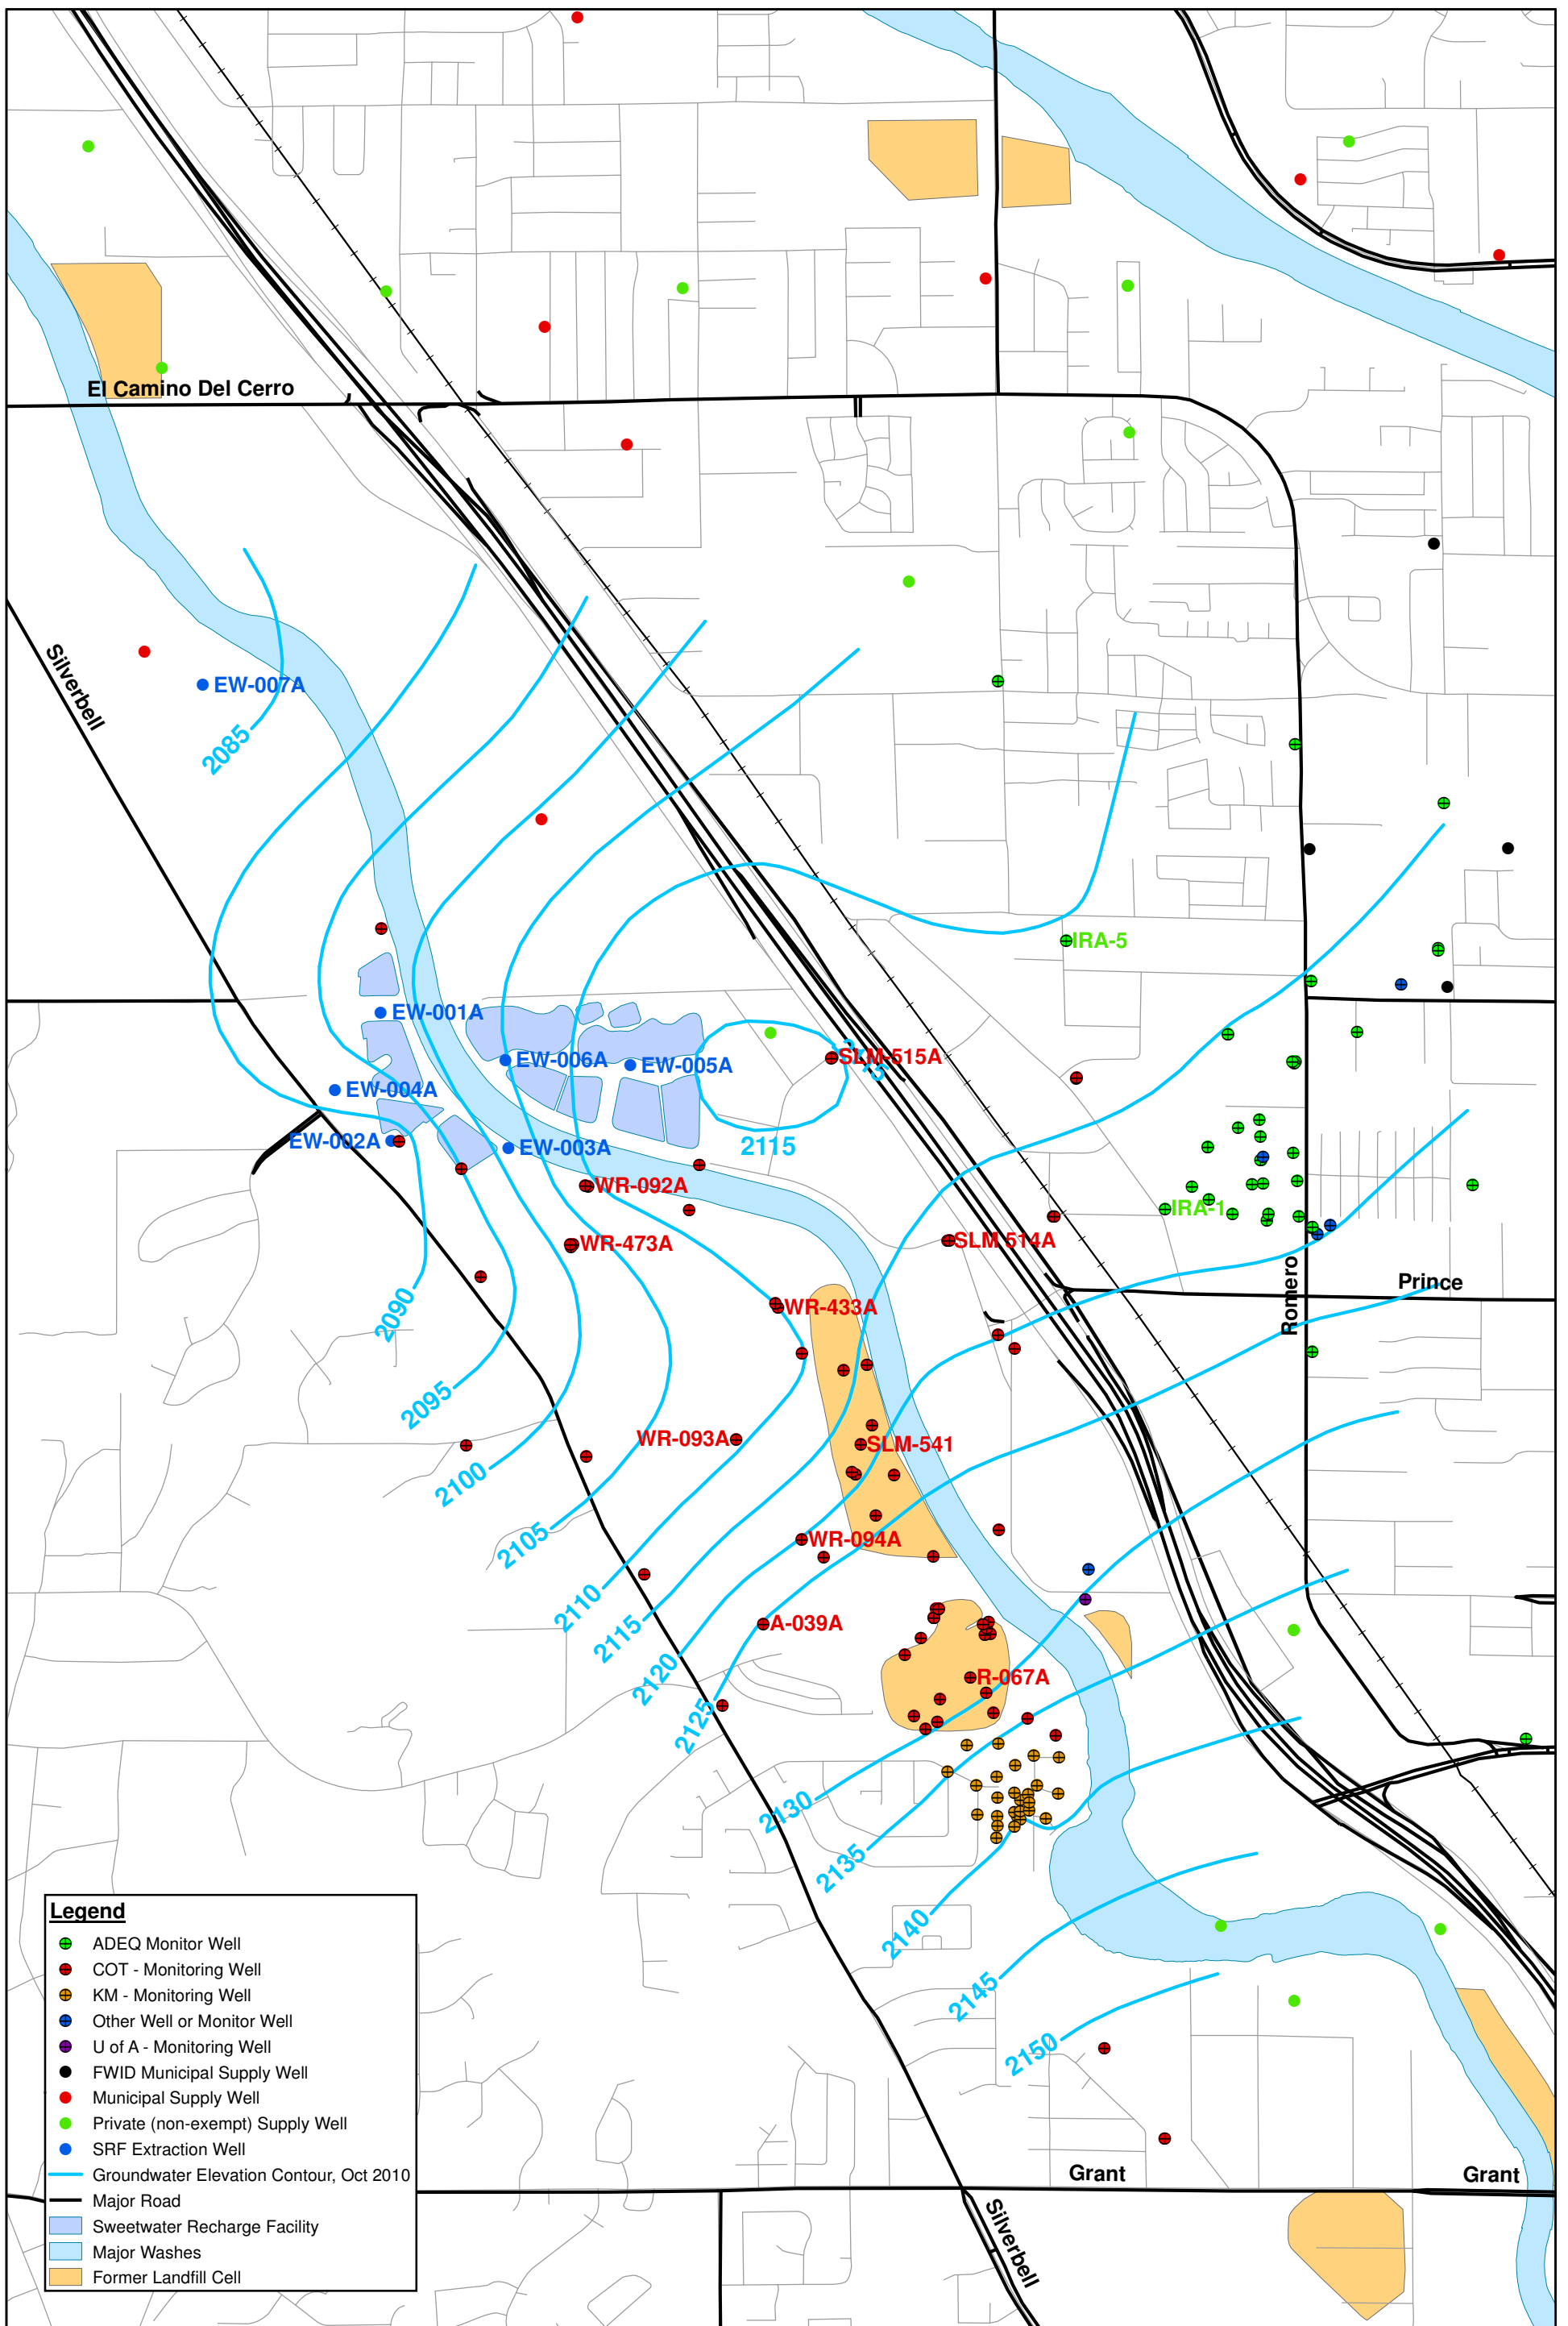 El Camino Del Cerro
Silverbell
EW-007A
2085
IRA-5
EW-001A
EW-006A
EW-005A
SLM-515A
EW-004A
EW-002A
EW-003A
2115
WR-092A
IRA-1
WR-473A
SLM 514A
Romero
Prince
2090
WR-433A
2095
WR-093A
SLM-541
2100
2105
WR-094A
2110
2115
A-039A
2120
R-067A
2125
2130
2135
2140
2145
2150
Grant
Grant
Silverbell
Legend
ADEQ Monitor Well
COT - Monitoring Well
KM - Monitoring Well
Other Well or Monitor Well
U of A - Monitoring Well
FWID Municipal Supply Well
Municipal Supply Well
Private (non-exempt) Supply Well
SRF Extraction Well
Groundwater Elevation Contour, Oct 2010
Major Road
Sweetwater Recharge Facility
Major Washes
Former Landfill Cell